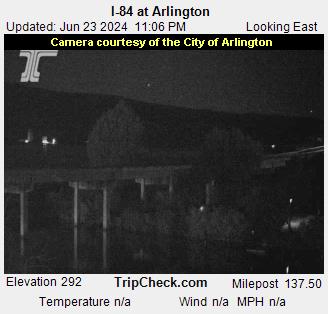 I-84 at Arlington
Updated: Jun 23 2024 11:06 PM Looking East
Camera courtesy of the City of Arlington
Elevation 292 TripCheck.com Milepost 137.50
Temperature n/a Wind n/a MPH n/a